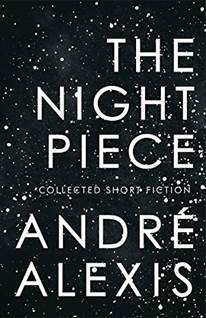 THE
NIGHT
PIECE
COLLECTED SHORT FICTION
ANDRÉ
ALEXIS